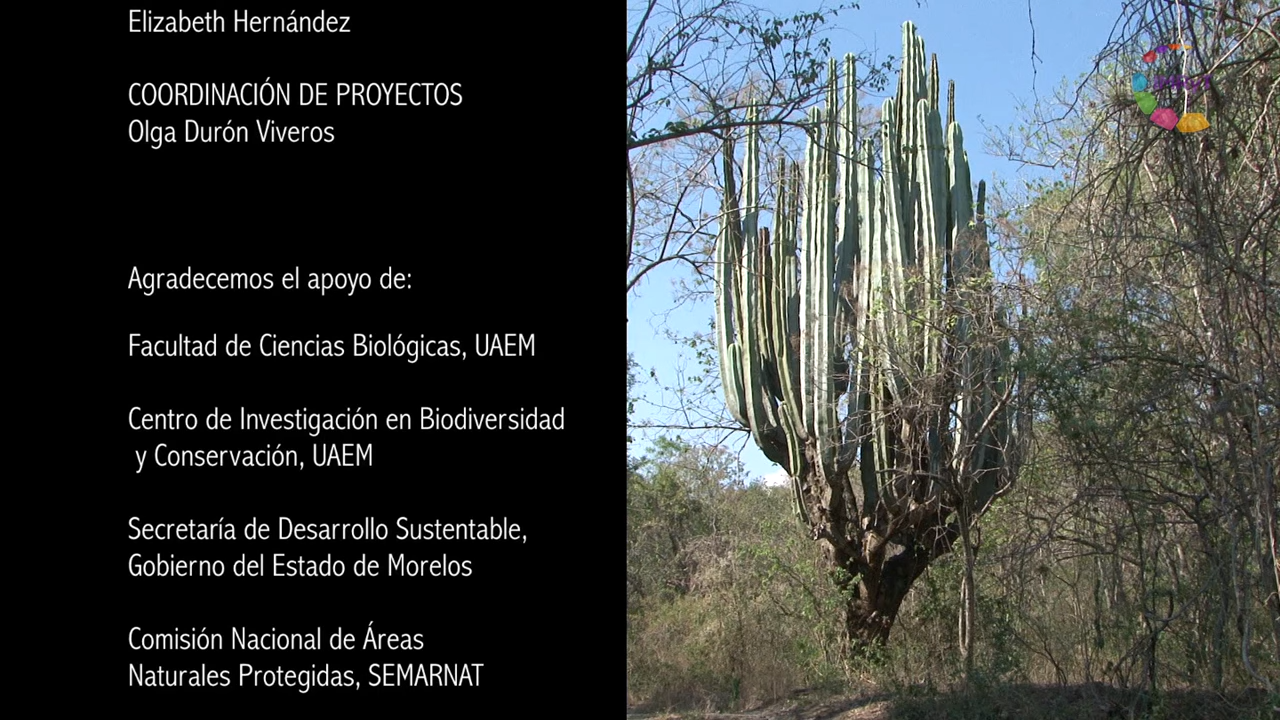 Elizabeth Hernández
COORDINACIÓN DE PROYECTOS
Olga Durón Viveros
Agradecemos el apoyo de:
Facultad de Ciencias Biológicas, UAEM
Centro de Investigación en Biodiversidad
y Conservación, UAEM
Secretaría de Desarrollo Sustentable,
Gobierno del Estado de Morelos
Comisión Nacional de Áreas
Naturales Protegidas, SEMARNAT